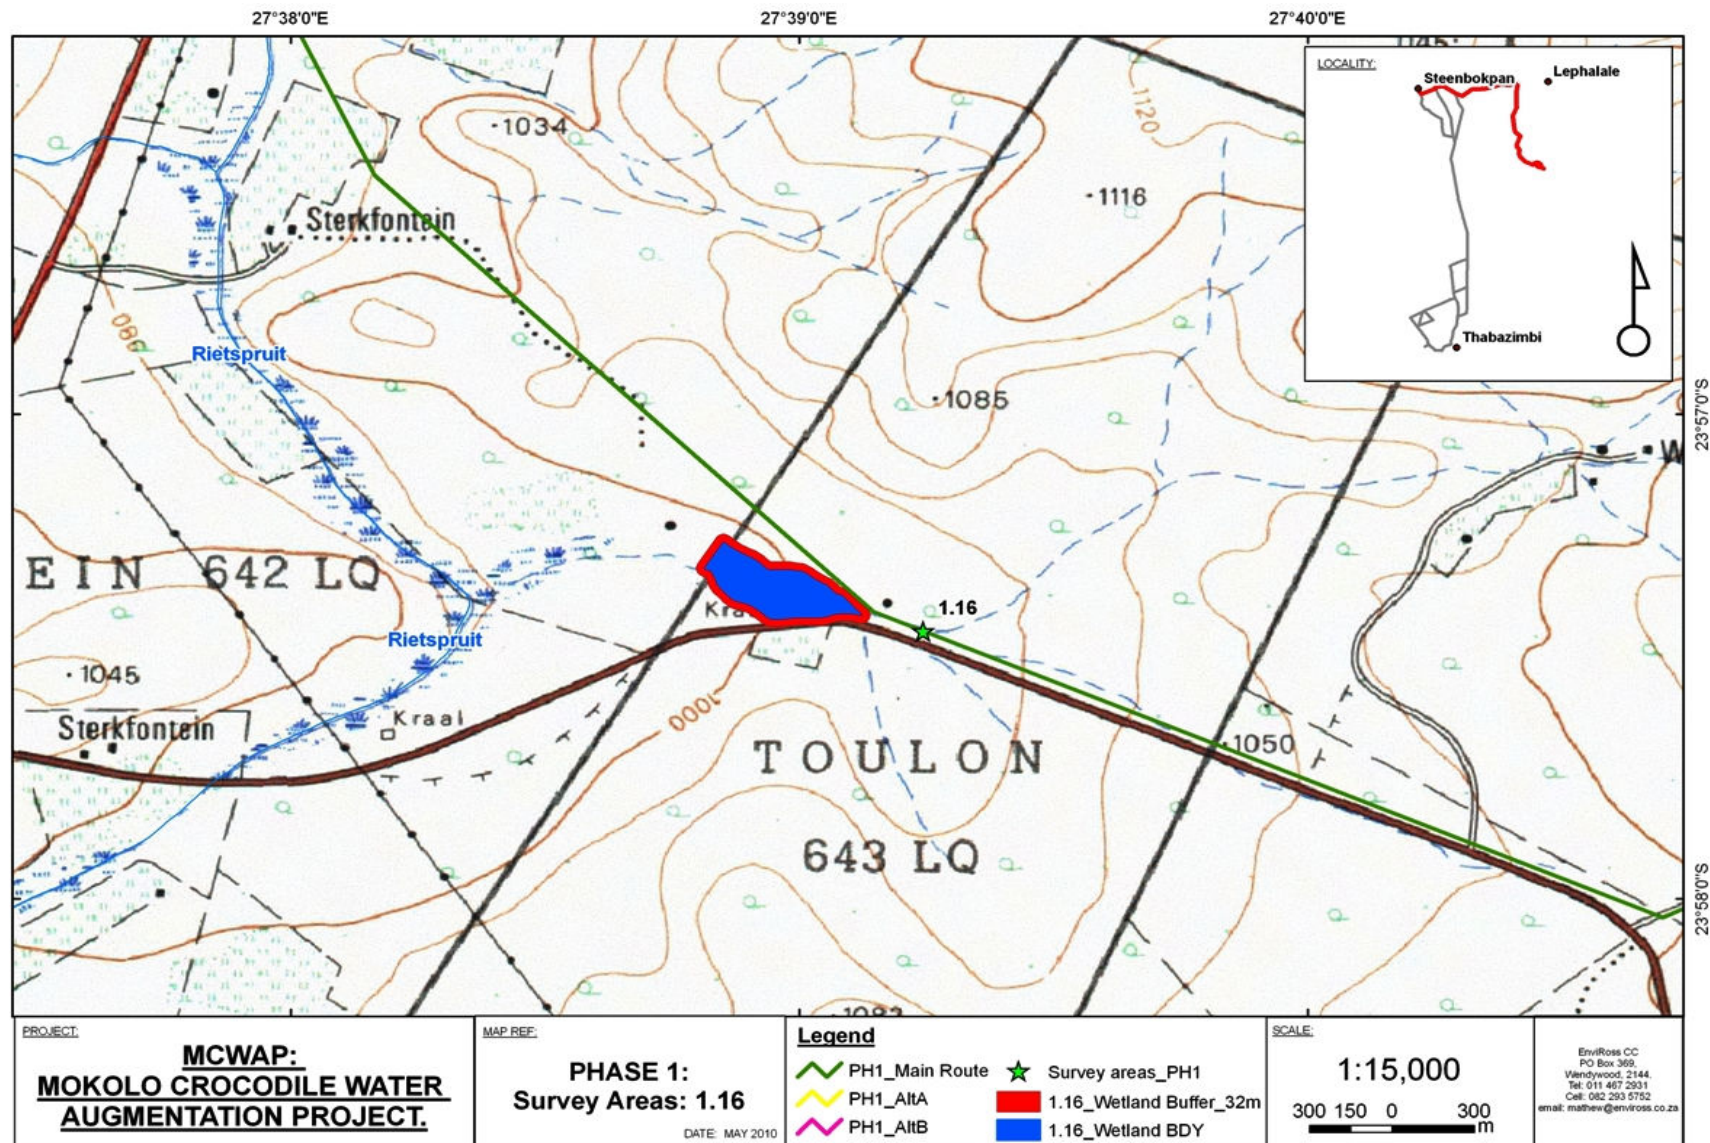 27°38'0"E
27°39'0"E
27°40'0"E
LOCALITY:
Steenbokpan
Lephalale
Thabazimbi
1034
1120
1116
Sterkfontein
080
Rietspruit
1085
23°57'0"S
W
EIN 642 LQ
Kra
1.16
Rietspruit
1045
Kraal
1000
Sterkfontein
TOULON
1050
643 LQ
23°58'0"S
PROJECT:
MCWAP:
MOKOLO CROCODILE WATER
AUGMENTATION PROJECT.
MAP REF:
PHASE 1:
Survey Areas: 1.16
DATE: MAY 2010
Legend
PH1_Main Route
PH1_AltA
PH1_AltB
Survey areas_PH1
1.16_Wetland Buffer_32m
1.16_Wetland BDY
SCALE:
1:15,000
300 150 0 300
m
EnviRoss CC
PO Box 369,
Wendywood, 2144.
Tel: 011 467 2931
Cell: 082 293 5752
email: mathew@enviross.co.za